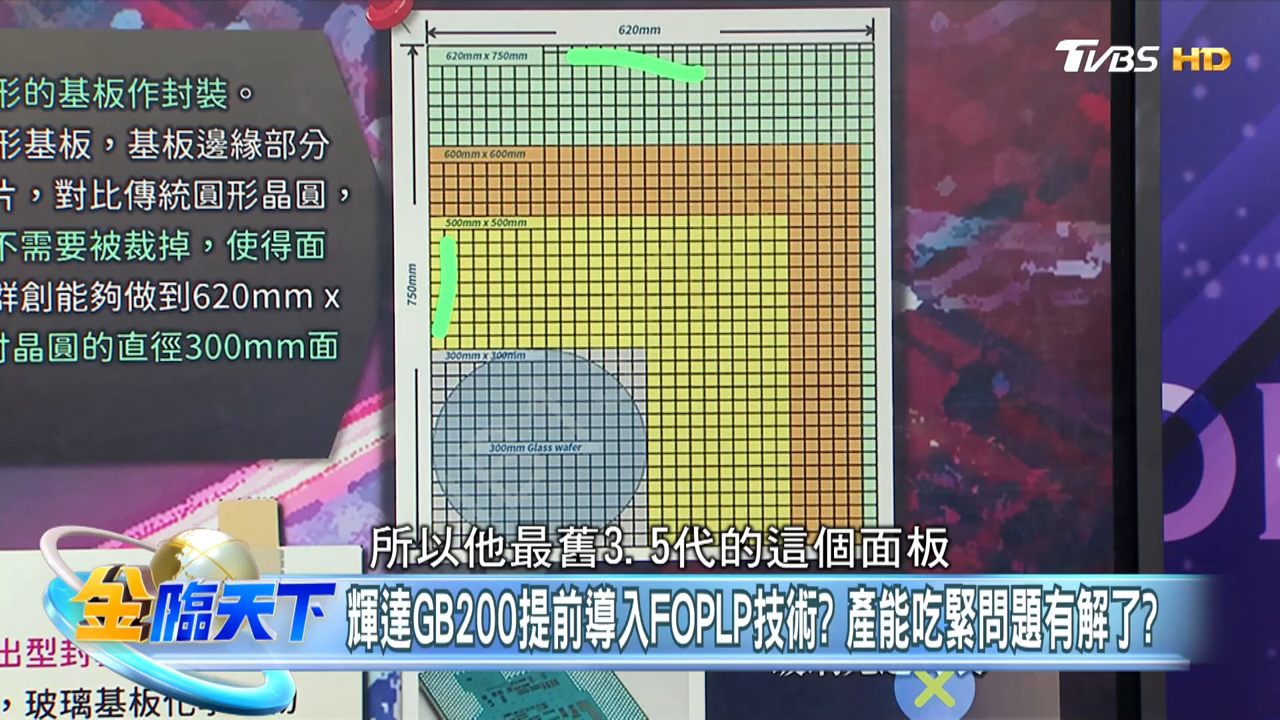 TVBS HD
形的基板作封裝。
形基板，基板邊緣部分
片，對比傳統圓形晶圓，
不需要被裁掉，使得面
群創能夠做到620mm x
寸晶圓的直徑300mm面
620mm
620mm x 750mm
600mm x 600mm
500mm x 500mm
750mm
300mm x 300mm
300mm Glass wafer
所以他最舊3.5代的這個面板
金臨天下
輝達GB200提前導入FOPLP技術? 產能吃緊問題有解了?
出型封
，玻璃基板化學